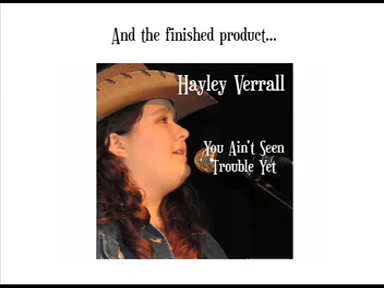 And the finished product...
Hayley Verrall
You Ain't Seen
Trouble Yet